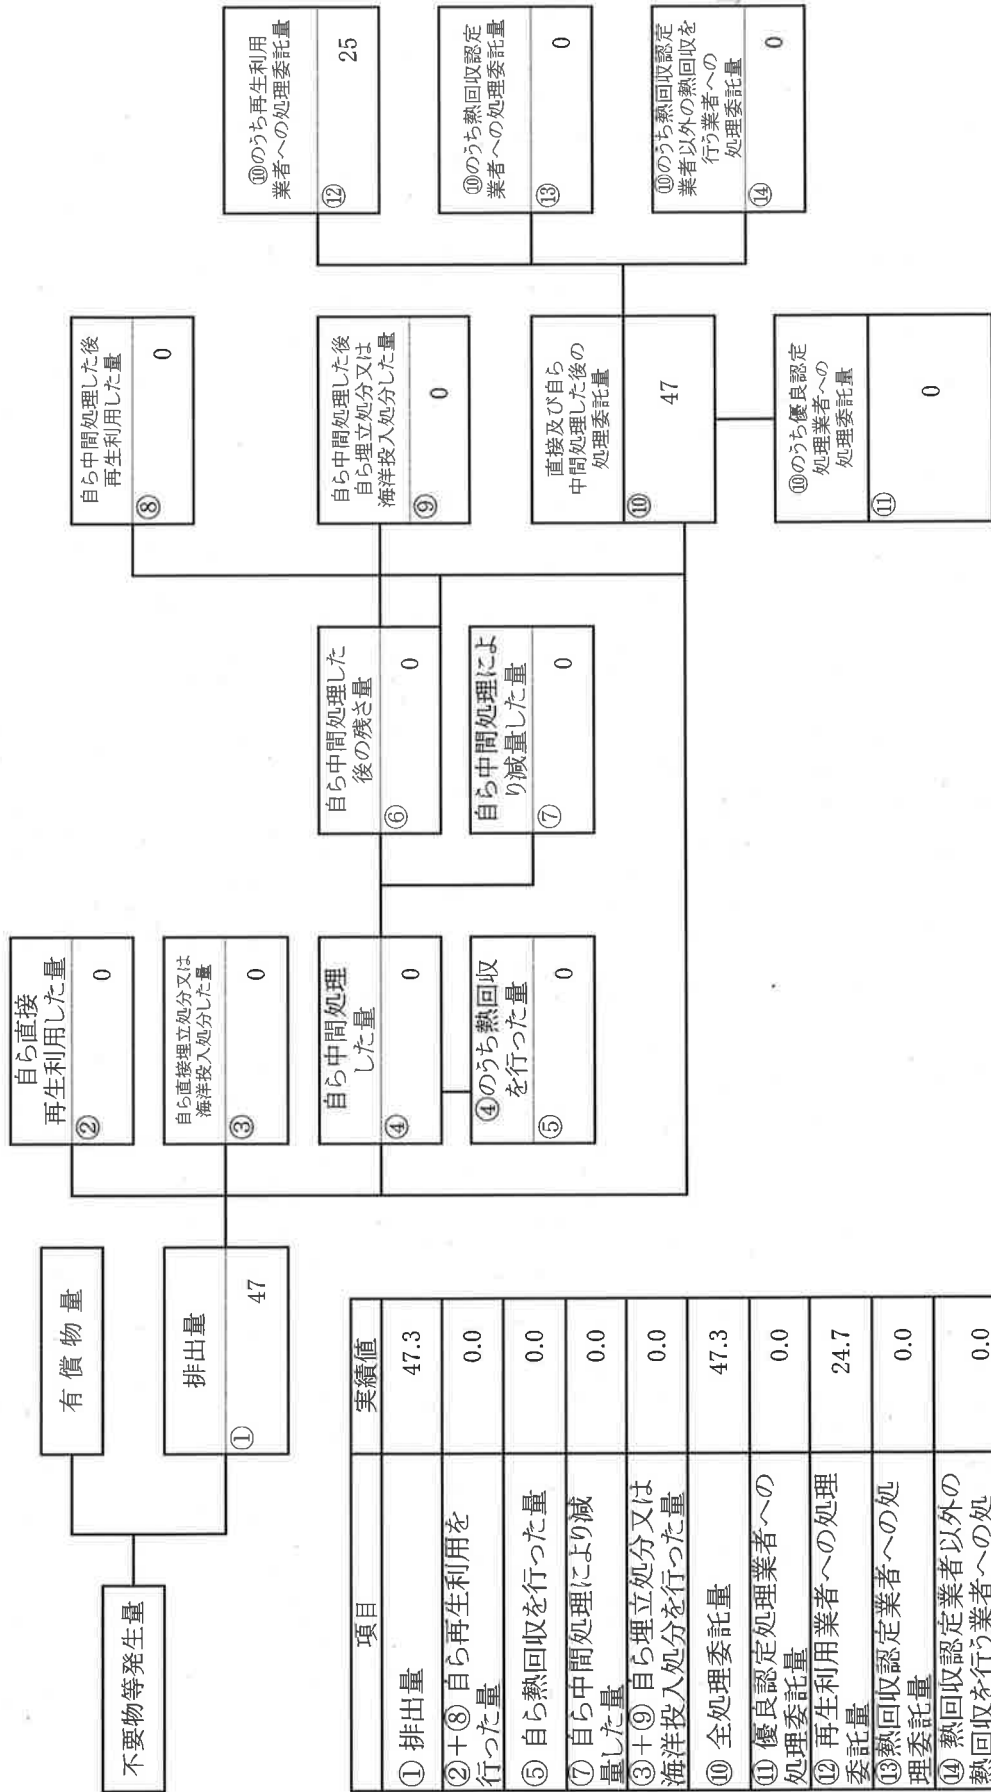 不要物等発生量
有償物量
排出量
①
47
自ら直接
再生利用した量
②
0
自ら直接埋立処分又は
海洋投入処分した量
③
0
自ら中間処理
した量
④
0
④のうち熱回収
を行った量
⑤
0
自ら中間処理した
後の残さ量
⑥
0
自ら中間処理によ
り減量した量
⑦
0
自ら中間処理した後
再生利用した量
⑧
0
自ら中間処理した後
自ら埋立処分又は
海洋投入処分した量
⑨
0
直接及び自ら
中間処理した後の
処理委託量
⑩
47
⑩のうち優良認定
処理業者への
処理委託量
⑪
0
⑩のうち再生利用
業者への処理委託量
⑫
25
⑩のうち熱回収認定
業者への処理委託量
⑬
0
⑩のうち熱回収認定
業者以外の熱回収を
行う業者への
処理委託量
⑭
0
項目 実績値
①排出量 47.3
②+⑧自ら再生利用を
行った量 0.0
⑤自ら熱回収を行った量 0.0
⑦自ら中間処理により減
量した量 0.0
③+⑨自ら埋立処分又は
海洋投入処分を行った量 0.0
⑩全処理委託量 47.3
⑪優良認定処理業者への
処理委託量 0.0
⑫再生利用業者への処理
委託量 24.7
⑬熱回収認定業者への処
理委託量 0.0
⑭熱回収認定業者以外の
熱回収を行う業者への処 0.0